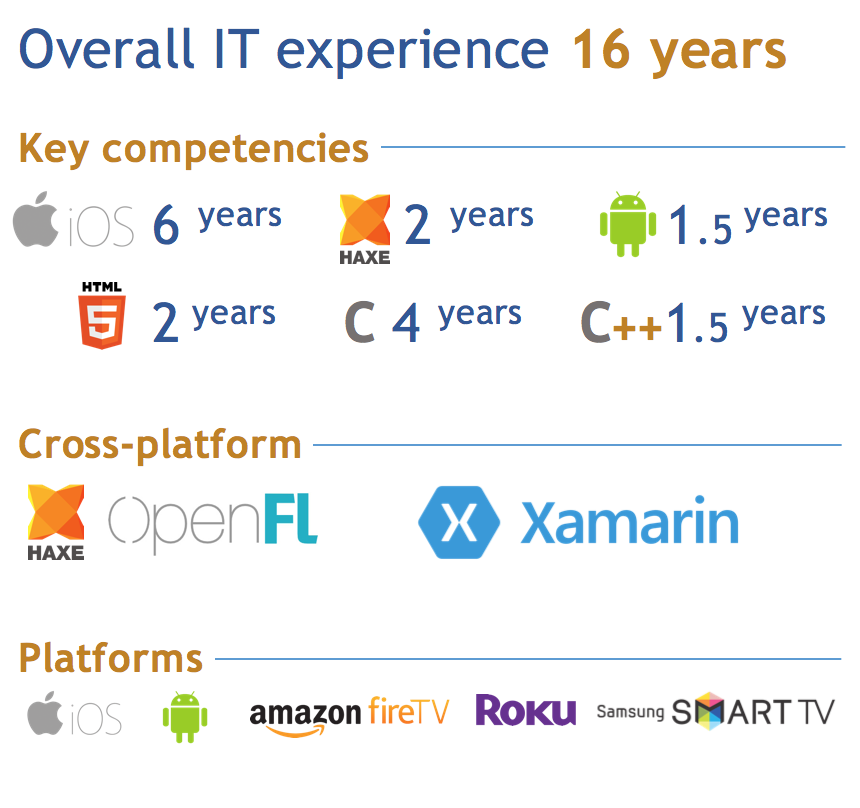 Overall IT experience 16 years
Key competencies
iOS 6 years
HAXE 2 years
1.5 years
HTML 5 2 years
C 4 years
C++ 1.5 years
Cross-platform
HAXE OpenFL
X Xamarin
Platforms
iOS
amazon fireTV
ROKU
Samsung SMART TV